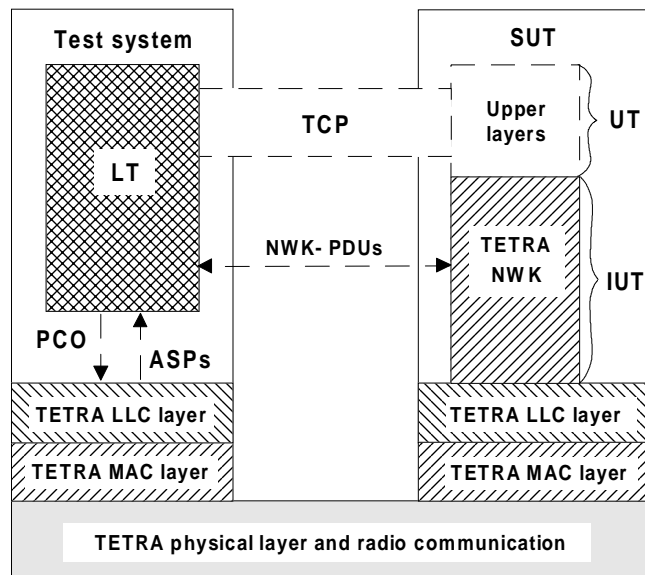 Test system
SUT
LT
TCP
Upper
layers
UT
NWK- PDUs
TETRA
NWK
IUT
PCO
ASPs
TETRA LLC layer
TETRA LLC layer
TETRA MAC layer
TETRA MAC layer
TETRA physical layer and radio communication